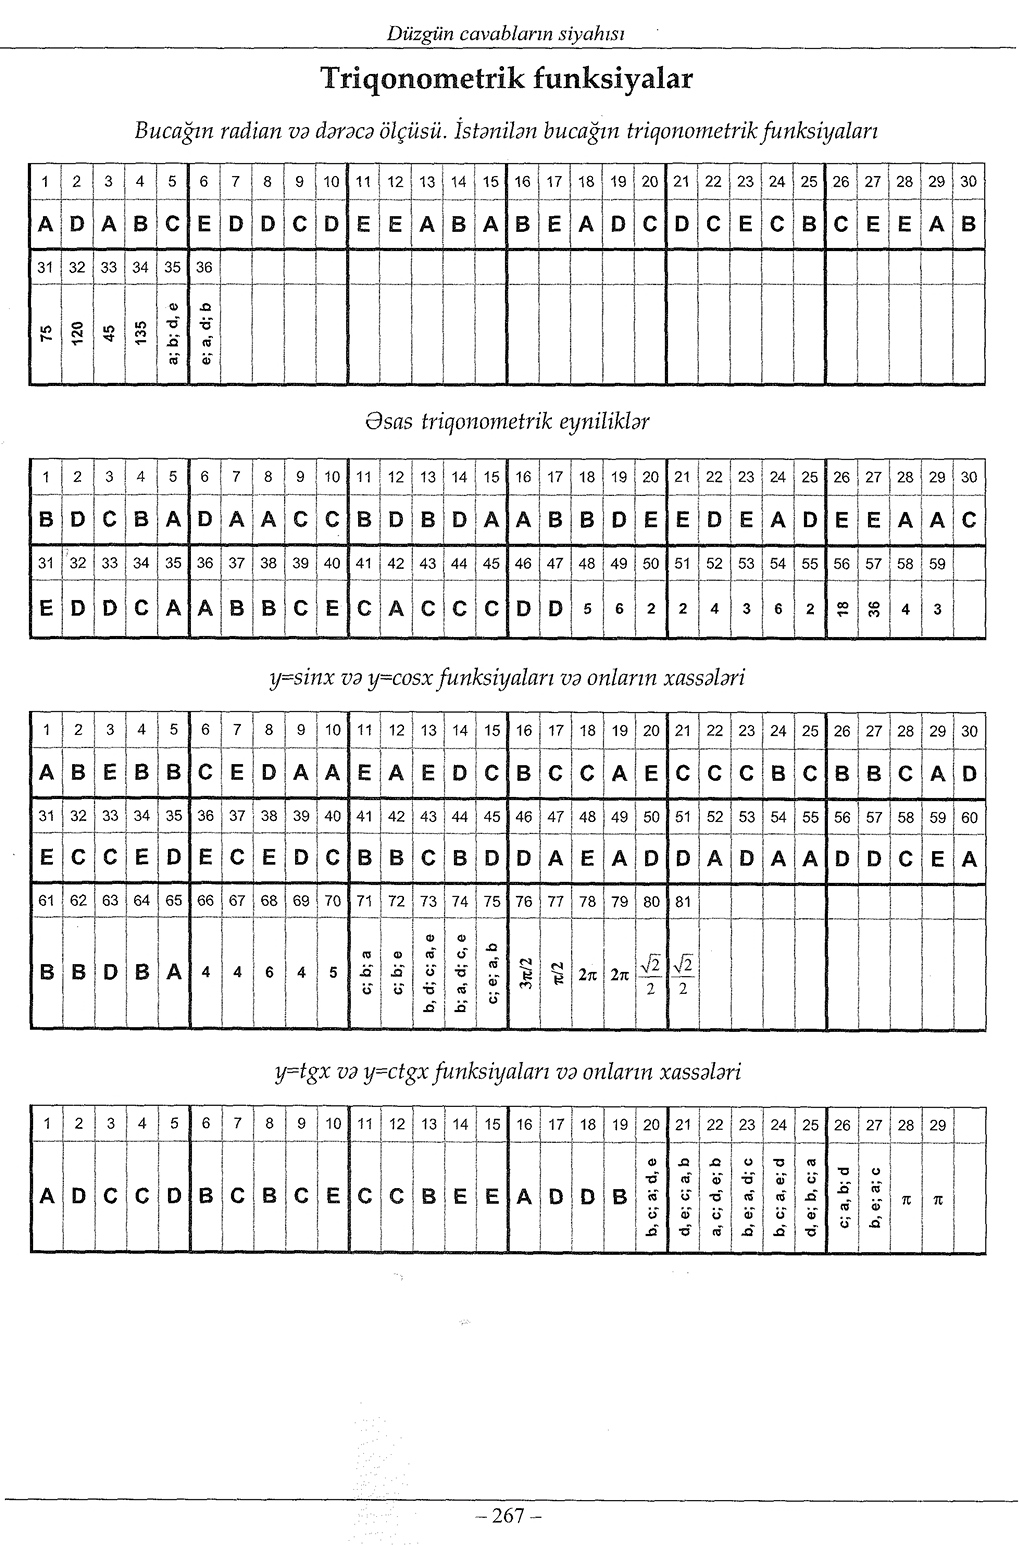 Düzgün cavabların siyahısı
Triqonometrik funksiyalar
Bucağın radian və dərəcə ölçüsü. İstənilən bucağın triqonometrik funksiyaları
1 2 3 4 5 6 7 8 9 10 11 12 13 14 15 16 17 18 19 20 21 22 23 24 25 26 27 28 29 30
A D A B C E D D C D E E A B A B E A D C D C E C B C E E A B
31 32 33 34 35 36
75 120 45 135 a; b; d, e e; a, d; b
Əsas triqonometrik eyniliklər
1 2 3 4 5 6 7 8 9 10 11 12 13 14 15 16 17 18 19 20 21 22 23 24 25 26 27 28 29 30
B D C B A D A A C C B D B D A A B B D E E D E A D E E A A C
31 32 33 34 35 36 37 38 39 40 41 42 43 44 45 46 47 48 49 50 51 52 53 54 55 56 57 58 59
E D D C A A B B C E C A C C C D D 5 6 2 2 4 3 6 2 18 36 4 3
y=sinx və y=cosx funksiyaları və onların xassələri
1 2 3 4 5 6 7 8 9 10 11 12 13 14 15 16 17 18 19 20 21 22 23 24 25 26 27 28 29 30
A B E B B C E D A A E A E D C B C C A E C C C B C B B C A D
31 32 33 34 35 36 37 38 39 40 41 42 43 44 45 46 47 48 49 50 51 52 53 54 55 56 57 58 59 60
E C C E D E C E D C B B C B D D A E A D D A D A A D D C E A
61 62 63 64 65 66 67 68 69 70 71 72 73 74 75 76 77 78 79 80 81
B B D B A 4 4 6 4 5 c; b; a c; b; e b, d; c; a, e b; a, d; c, e c; e; a, b 3π/2 π/2 2π 2π √2/2 √2/2
y=tgx və y=ctgx funksiyaları və onların xassələri
1 2 3 4 5 6 7 8 9 10 11 12 13 14 15 16 17 18 19 20 21 22 23 24 25 26 27 28 29
A D C C D B C B C E C C B E E A D D B b, c; a; d, e d, e; c; a, b a, c; d, e; b b, e; a, d; c b, c; a, e; d d, e; b, c; a c; a, b; d b, e; a; c π π
– 267 –